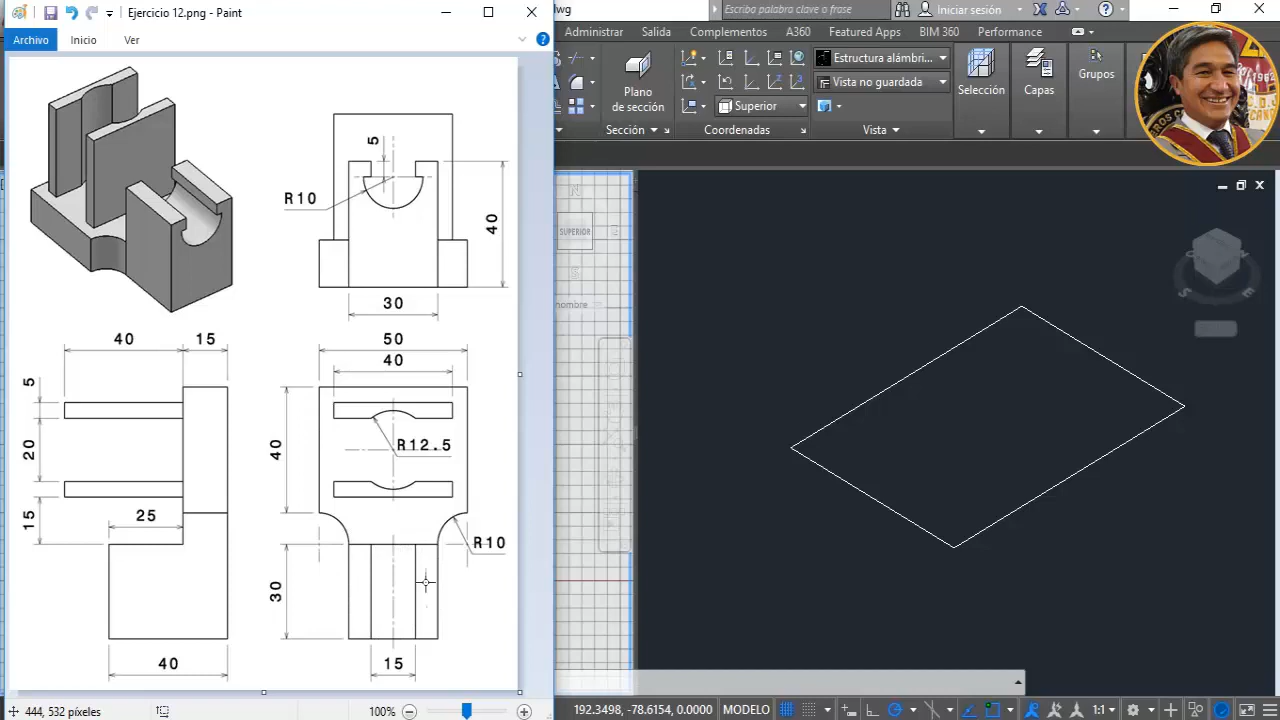 Ejercicio 12.png - Paint
Archivo Inicio Ver
5
R10
40
30
40 15
50
40
5
20
15
25
40
R12.5
R10
30
40
15
444, 532 píxeles
100%
wg
Escriba palabra clave o frase
Iniciar sesión
Administrar Salida Complementos A360 Featured Apps BIM 360 Performance
Plano
de sección
Estructura alámbri...
Vista no guardada
Superior
Selección
Capas
Grupos
Sección Coordenadas Vista
1962
N
SUPERIOR
E
nombre
S E
192.3498, -78.6154, 0.0000 MODELO
1:1